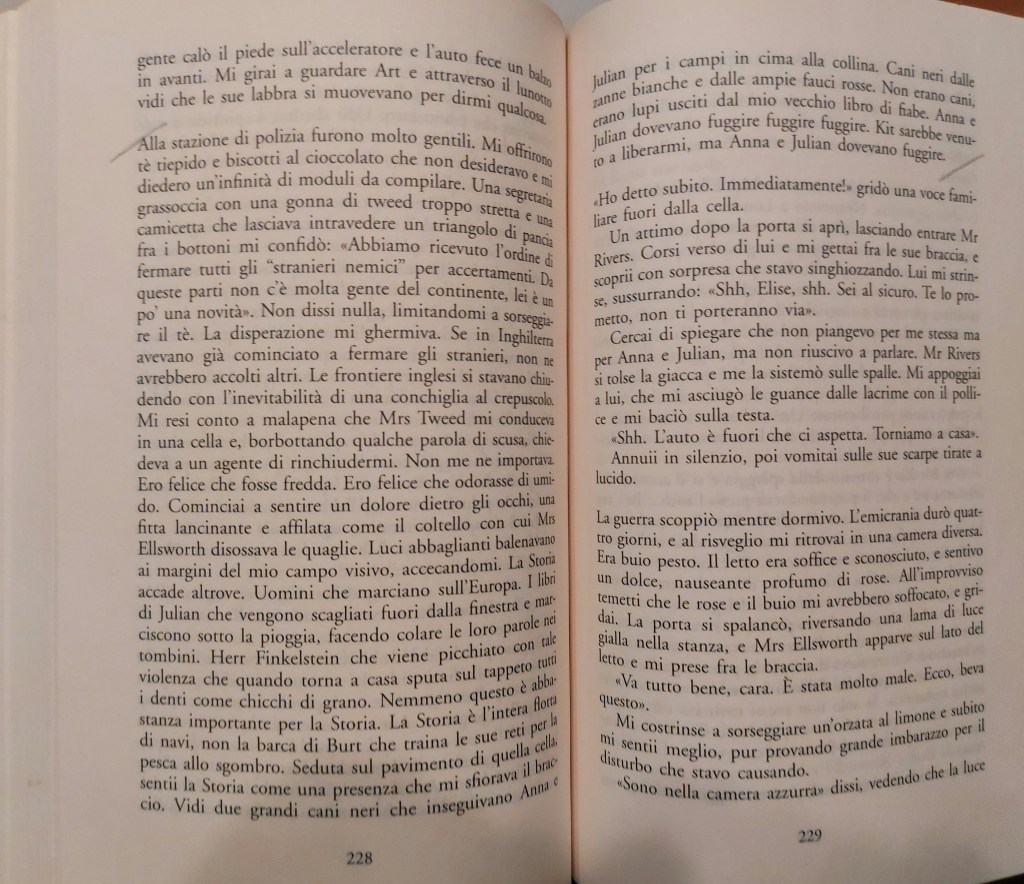 gente calò il piede sull'acceleratore e l'auto fece un balzo
in avanti. Mi girai a guardare Art e attraverso il lunotto
vidi che le sue labbra si muovevano per dirmi qualcosa.
Alla stazione di polizia furono molto gentili. Mi offrirono
tè tiepido e biscotti al cioccolato che non desideravo e mi
diedero un'infinità di moduli da compilare. Una segretaria
grassoccia con una gonna di tweed troppo stretta e una
camicetta che lasciava intravedere un triangolo di pancia
fra i bottoni mi confidò: «Abbiamo ricevuto l'ordine di
fermare tutti gli “stranieri nemici” per accertamenti. Da
queste parti non c'è molta gente del continente, lei è un
po' una novità». Non dissi nulla, limitandomi a sorseggia-
re il tè. La disperazione mi ghermiva. Se in Inghilterra
avevano già cominciato a fermare gli stranieri, non ne
avrebbero accolti altri. Le frontiere inglesi si stavano chiu-
dendo con l'inevitabilità di una conchiglia al crepuscolo.
Mi resi conto a malapena che Mrs Tweed mi conduceva
in una cella e, borbottando qualche parola di scusa, chie-
deva a un agente di rinchiudermi. Non me ne importava.
Ero felice che fosse fredda. Ero felice che odorasse di umi-
do. Cominciai a sentire un dolore dietro gli occhi, una
fitta lancinante e affilata come il coltello con cui Mrs
Ellsworth disossava le quaglie. Luci abbaglianti balenavano
ai margini del mio campo visivo, accecandomi. La Storia
accade altrove. Uomini che marciano sull'Europa. I libri
di Julian che vengono scagliati fuori dalla finestra e mar-
ciscono sotto la pioggia, facendo colare le loro parole nei
tombini. Herr Finkelstein che viene picchiato con tale
violenza che quando torna a casa sputa sul tappeto tutti
i denti come chicchi di grano. Nemmeno questo è abba-
stanza importante per la Storia. La Storia è l'intera flotta
di navi, non la barca di Burt che traina le sue reti per la
pesca allo sgombro. Seduta sul pavimento di quella cella,
sentii la Storia come una presenza che mi sfiorava il brac-
cio. Vidi due grandi cani neri che inseguivano Anna e
228
Julian per i campi in cima alla collina. Cani neri dalle
zanne bianche e dalle ampie fauci rosse. Non erano cani,
erano lupi usciti dal mio vecchio libro di fiabe. Anna e
Julian dovevano fuggire fuggire fuggire. Kit sarebbe venu-
to a liberarmi, ma Anna e Julian dovevano fuggire.
«Ho detto subito. Immediatamente!» gridò una voce fami-
liare fuori dalla cella.
Un attimo dopo la porta si aprì, lasciando entrare Mr
Rivers. Corsi verso di lui e mi gettai fra le sue braccia, e
scoprii con sorpresa che stavo singhiozzando. Lui mi strin-
se, sussurrando: «Shh, Elise, shh. Sei al sicuro. Te lo pro-
metto, non ti porteranno via».
Cercai di spiegare che non piangevo per me stessa ma
per Anna e Julian, ma non riuscivo a parlare. Mr Rivers
si tolse la giacca e me la sistemò sulle spalle. Mi appoggiai
a lui, che mi asciugò le guance dalle lacrime con il polli-
ce e mi baciò sulla testa.
«Shh. L'auto è fuori che ci aspetta. Torniamo a casa».
Annuii in silenzio, poi vomitai sulle sue scarpe tirate a
lucido.
La guerra scoppiò mentre dormivo. L'emicrania durò quat-
tro giorni, e al risveglio mi ritrovai in una camera diversa.
Era buio pesto. Il letto era soffice e sconosciuto, e sentivo
un dolce, nauseante profumo di rose. All'improvviso
temetti che le rose e il buio mi avrebbero soffocato, e gri-
dai. La porta si spalancò, riversando una lama di luce
gialla nella stanza, e Mrs Ellsworth apparve sul lato del
letto e mi prese fra le braccia.
«Va tutto bene, cara. È stata molto male. Ecco, beva
questo».
Mi costrinse a sorseggiare un'orzata al limone e subito
mi sentii meglio, pur provando grande imbarazzo per il
disturbo che stavo causando.
«Sono nella camera azzurra» dissi, vedendo che la luce
229